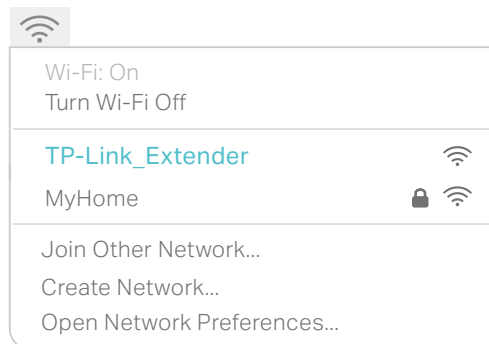 Wi-Fi: On
Turn Wi-Fi Off
TP-Link_Extender
MyHome
Join Other Network...
Create Network...
Open Network Preferences...